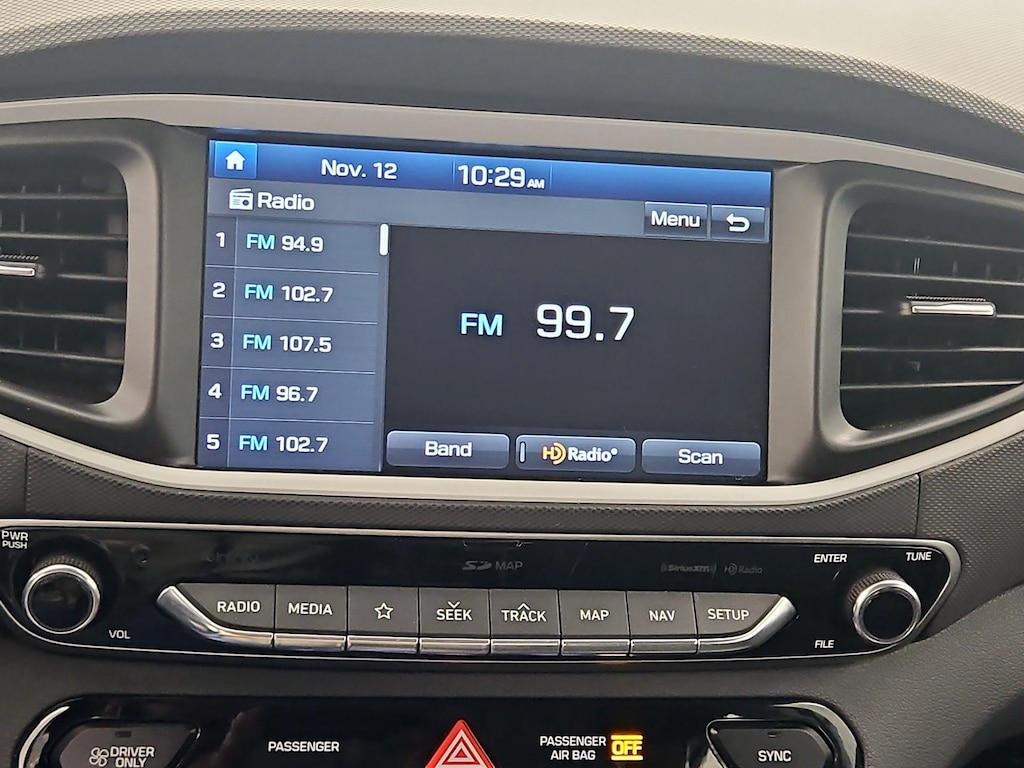 Nov. 12 10:29 AM
Radio
Menu
1 FM 94.9
2 FM 102.7
3 FM 107.5
4 FM 96.7
5 FM 102.7
FM 99.7
Band HD Radio® Scan
PWR
PUSH
VOL
SD MAP
SiriusXM HD Radio
ENTER TUNE
FILE
RADIO MEDIA SEEK TRACK MAP NAV SETUP
DRIVER
ONLY
PASSENGER
PASSENGER
AIR BAG OFF
SYNC